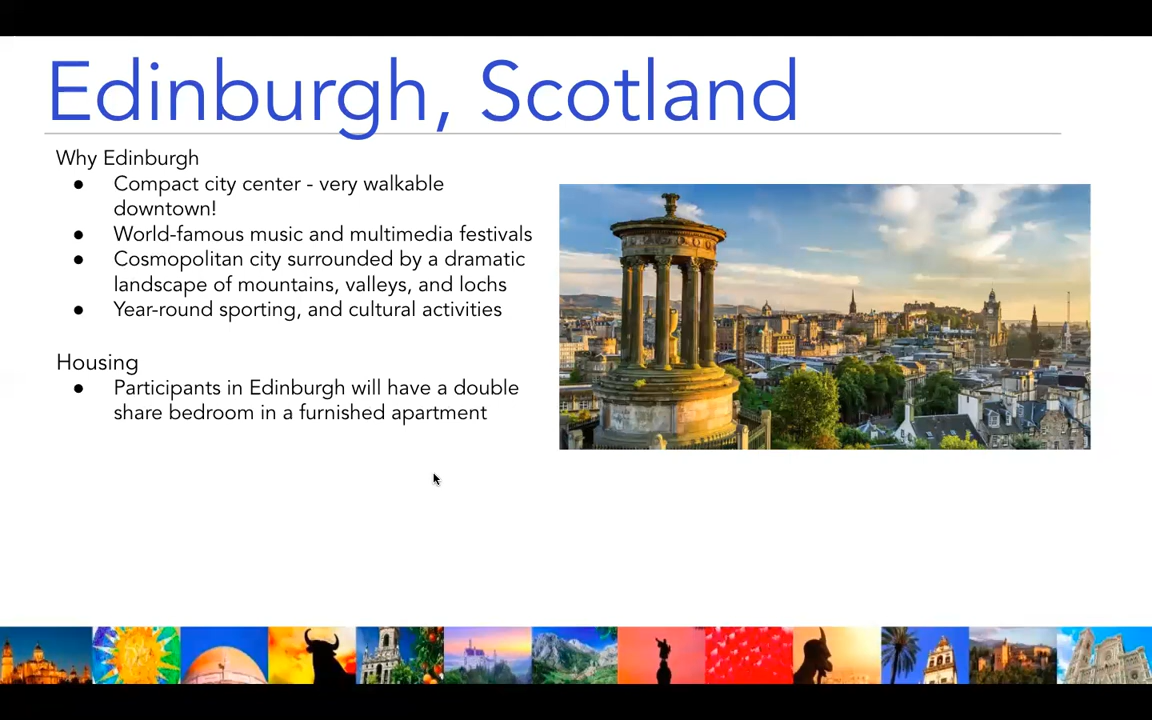 Edinburgh, Scotland
Why Edinburgh
● Compact city center - very walkable
downtown!
● World-famous music and multimedia festivals
● Cosmopolitan city surrounded by a dramatic
landscape of mountains, valleys, and lochs
● Year-round sporting, and cultural activities
Housing
● Participants in Edinburgh will have a double
share bedroom in a furnished apartment